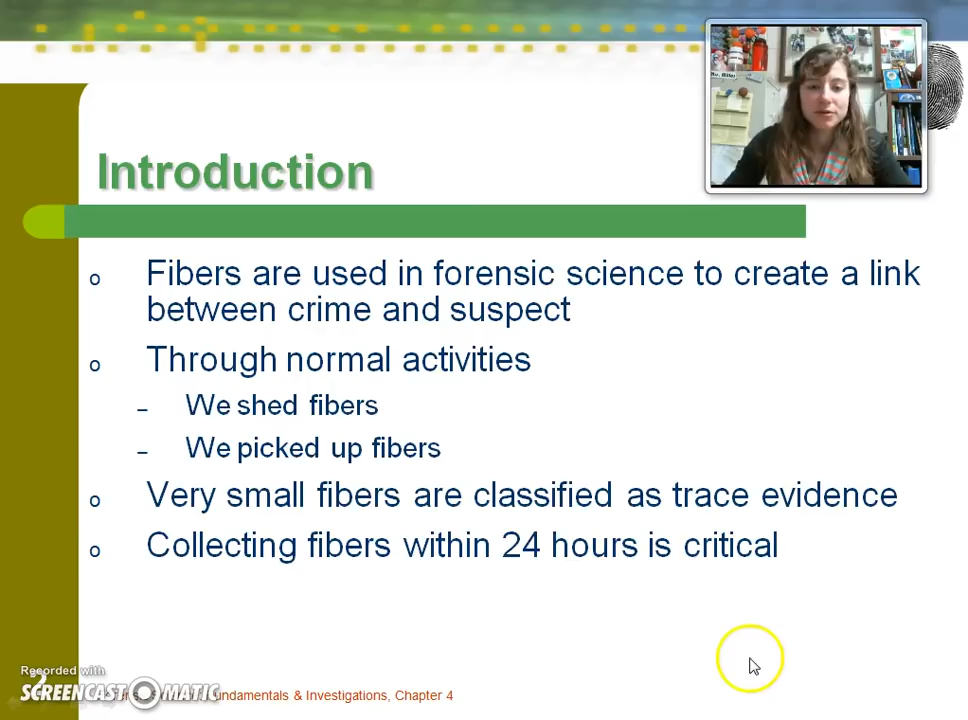 Introduction
o Fibers are used in forensic science to create a link
between crime and suspect
o Through normal activities
– We shed fibers
– We picked up fibers
o Very small fibers are classified as trace evidence
o Collecting fibers within 24 hours is critical
Recorded with
2
SCREENCAST MATIC
Fundamentals & Investigations, Chapter 4